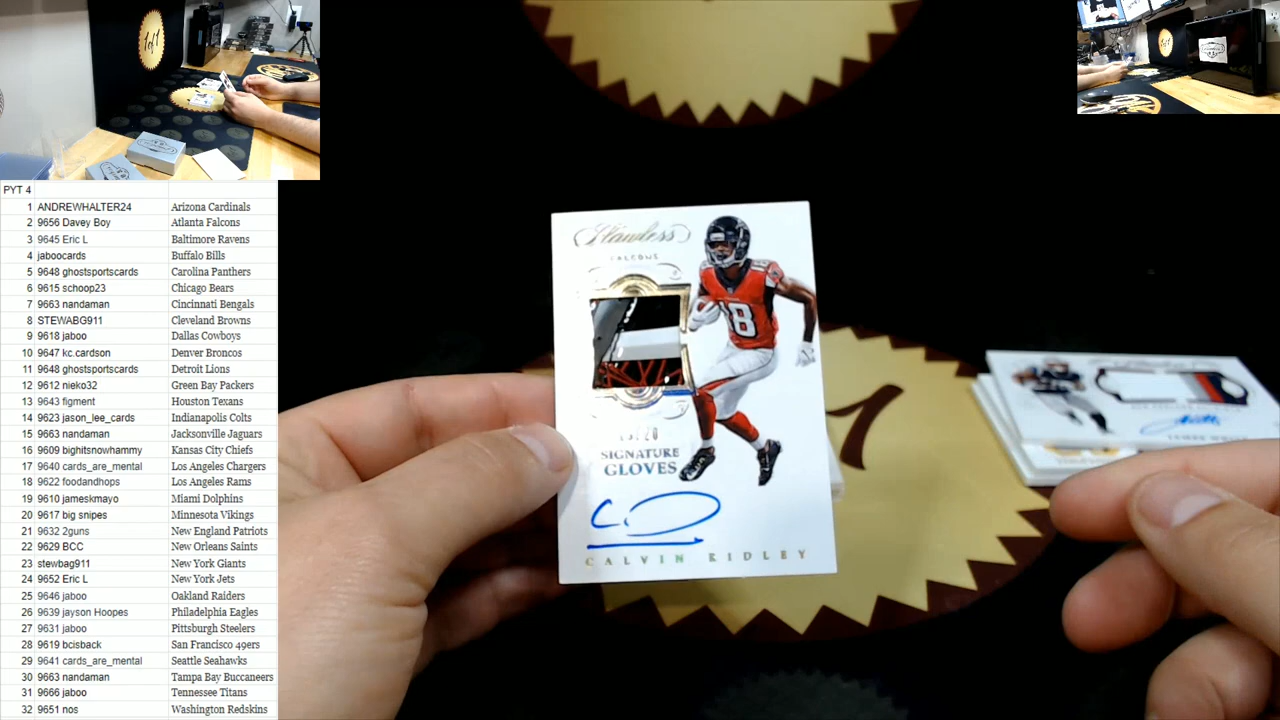 PYT 4
1 ANDREWHALTER24 Arizona Cardinals
2 9656 Davey Boy Atlanta Falcons
3 9645 Eric L Baltimore Ravens
4 jaboocards Buffalo Bills
5 9648 ghostsportscards Carolina Panthers
6 9615 schoop23 Chicago Bears
7 9663 nandaman Cincinnati Bengals
8 STEWABG911 Cleveland Browns
9 9618 jaboo Dallas Cowboys
10 9647 kc.cardson Denver Broncos
11 9648 ghostsportscards Detroit Lions
12 9612 nieko32 Green Bay Packers
13 9643 figment Houston Texans
14 9623 jason_lee_cards Indianapolis Colts
15 9663 nandaman Jacksonville Jaguars
16 9609 bighitsnowhammy Kansas City Chiefs
17 9640 cards_are_mental Los Angeles Chargers
18 9622 foodandhops Los Angeles Rams
19 9610 jameskmayo Miami Dolphins
20 9617 big snipes Minnesota Vikings
21 9632 2guns New England Patriots
22 9629 BCC New Orleans Saints
23 stewbag911 New York Giants
24 9652 Eric L New York Jets
25 9646 jaboo Oakland Raiders
26 9639 jayson Hoopes Philadelphia Eagles
27 9631 jaboo Pittsburgh Steelers
28 9619 bcisback San Francisco 49ers
29 9641 cards_are_mental Seattle Seahawks
30 9663 nandaman Tampa Bay Buccaneers
31 9666 jaboo Tennessee Titans
32 9651 nos Washington Redskins
Flawless
FALCONS
18
SIGNATURE
GLOVES
CALVIN RIDLEY